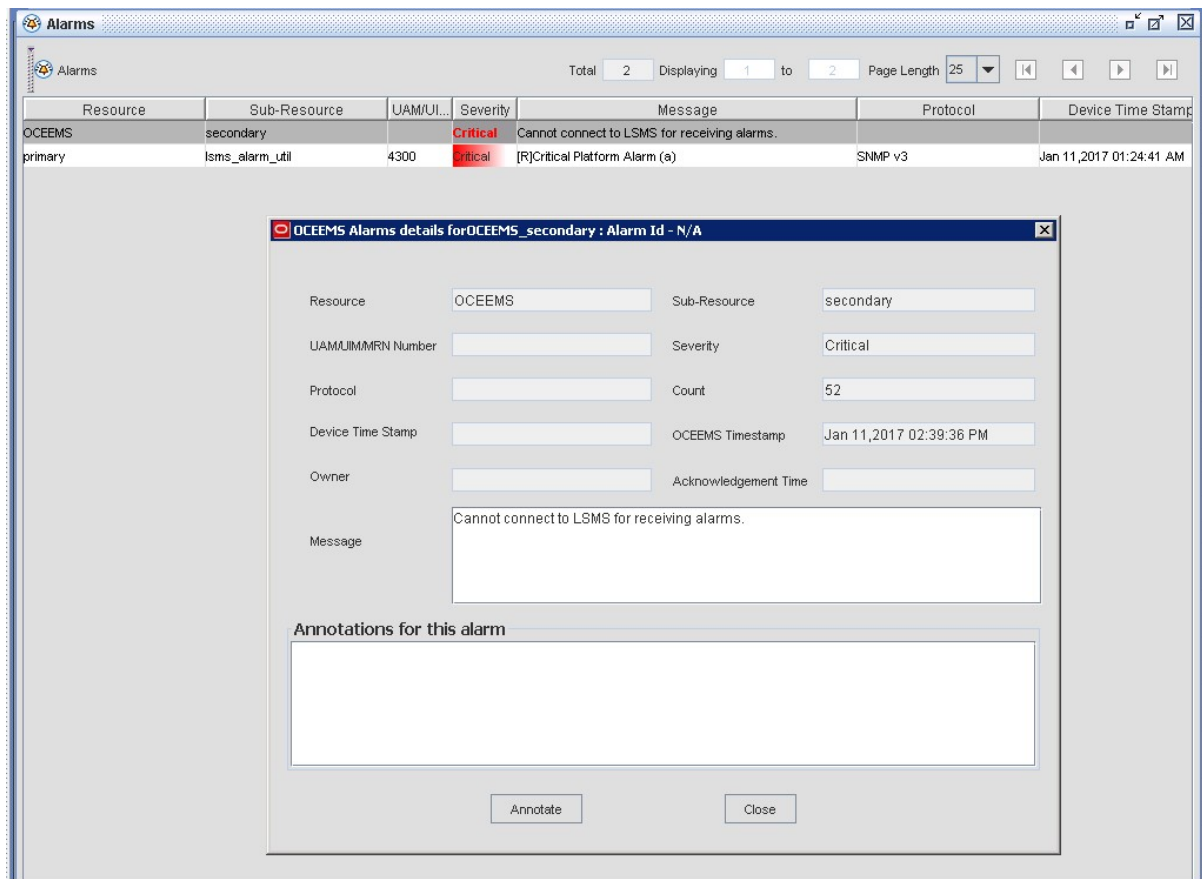 Alarms
Alarms Total 2 Displaying 1 to 2 Page Length 25
Resource Sub-Resource UAM/UI... Severity Message Protocol Device Time Stamp
OCEEMS secondary Critical Cannot connect to LSMS for receiving alarms.
primary lsms_alarm_util 4300 Critical [R]Critical Platform Alarm (a) SNMP v3 Jan 11,2017 01:24:41 AM
OCEEMS Alarms details forOCEEMS_secondary : Alarm Id - N/A
Resource OCEEMS Sub-Resource secondary
UAM/UIM/MRN Number Severity Critical
Protocol Count 52
Device Time Stamp OCEEMS Timestamp Jan 11,2017 02:39:36 PM
Owner Acknowledgement Time
Message Cannot connect to LSMS for receiving alarms.
Annotations for this alarm
Annotate Close